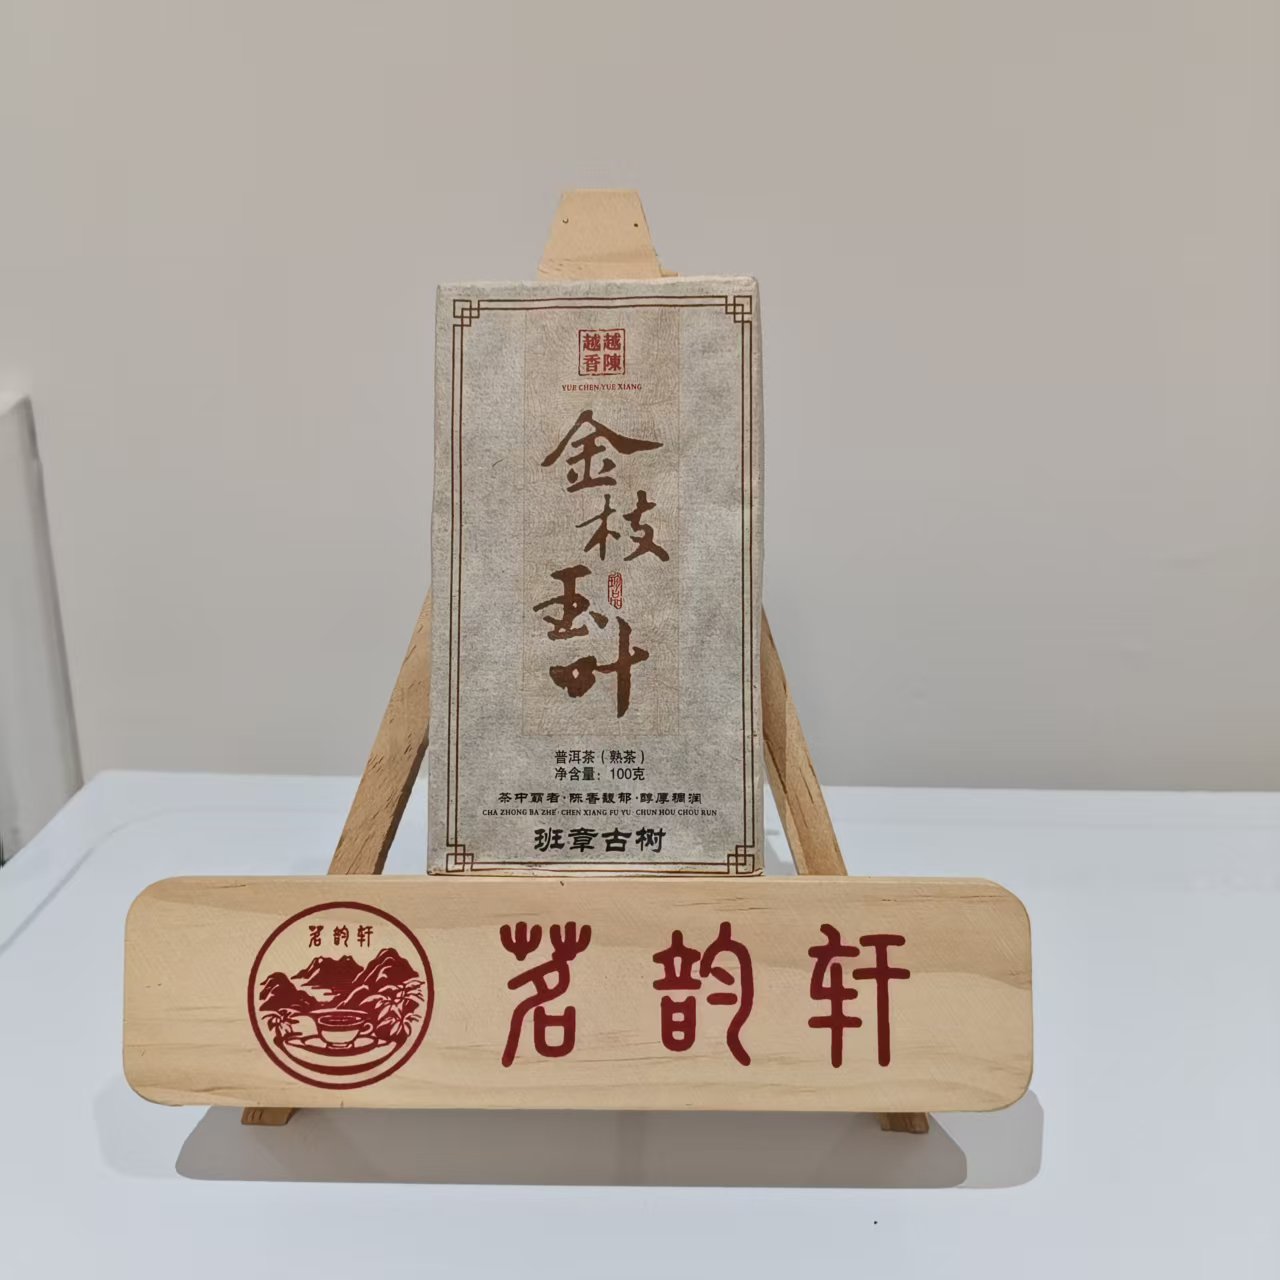 越陳越香
YUE CHEN YUE XIANG
金枝玉叶
珍品
普洱茶（熟茶）
净含量：100克
茶中霸者·陈香馥郁·醇厚稠润
CHA ZHONG BA ZHE·CHEN XIANG FU YU·CHUN HOU CHOU RUN
班章古树
茗韵轩
茗韵轩